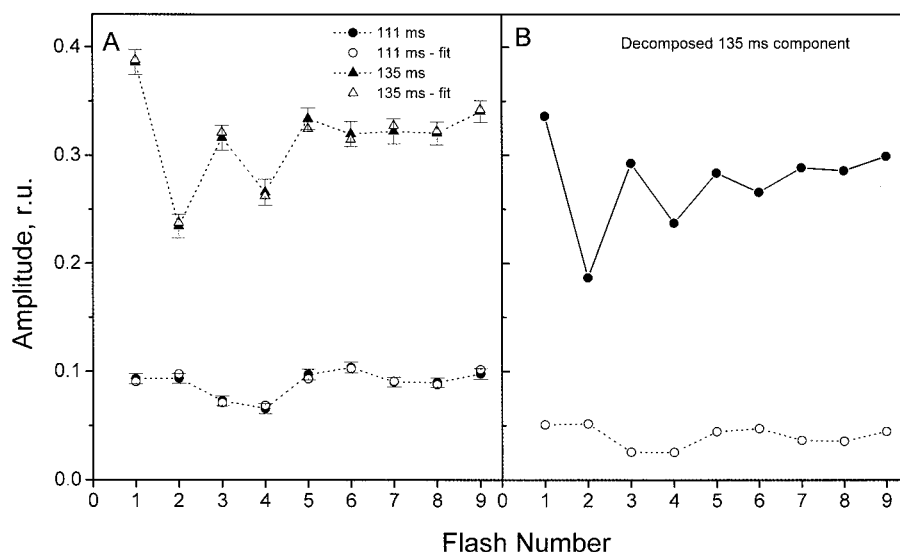 A
111 ms
111 ms - fit
135 ms
135 ms - fit
B
Decomposed 135 ms component
Amplitude, r.u.
0.4
0.3
0.2
0.1
0.0
0 1 2 3 4 5 6 7 8 9
0 1 2 3 4 5 6 7 8 9
Flash Number